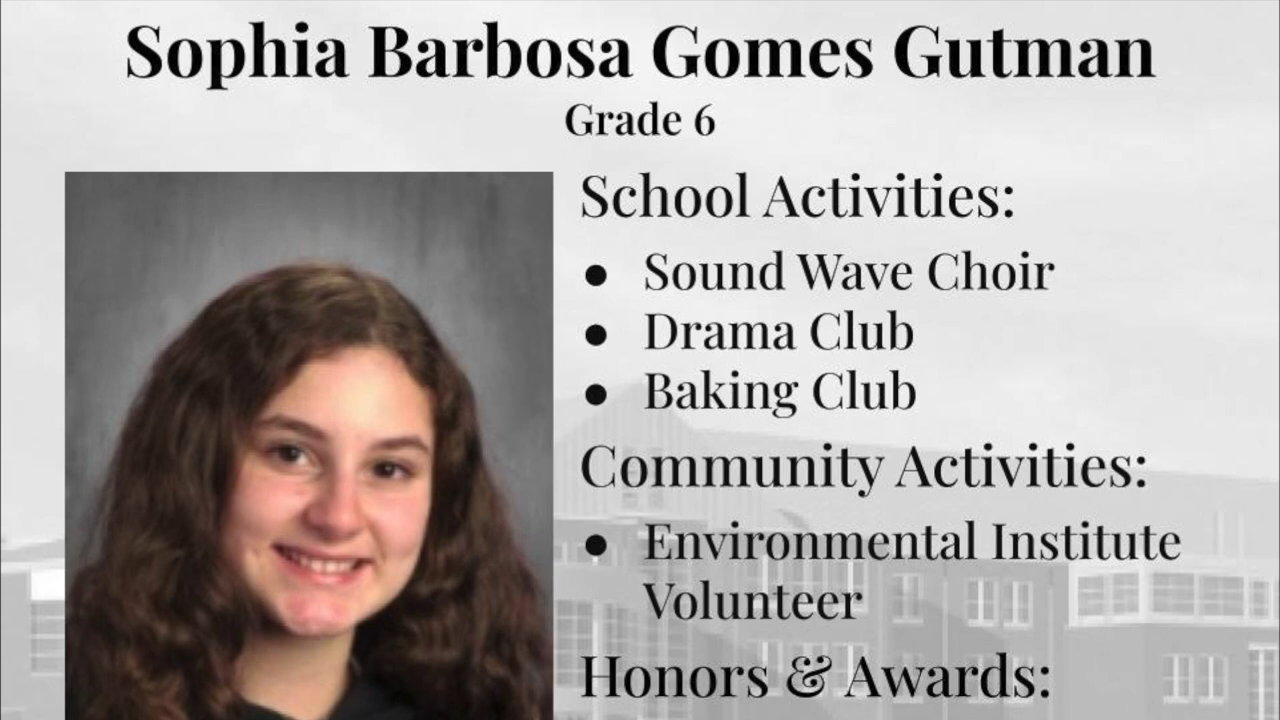 Sophia Barbosa Gomes Gutman
Grade 6
School Activities:
● Sound Wave Choir
● Drama Club
● Baking Club
Community Activities:
● Environmental Institute
Volunteer
Honors & Awards: